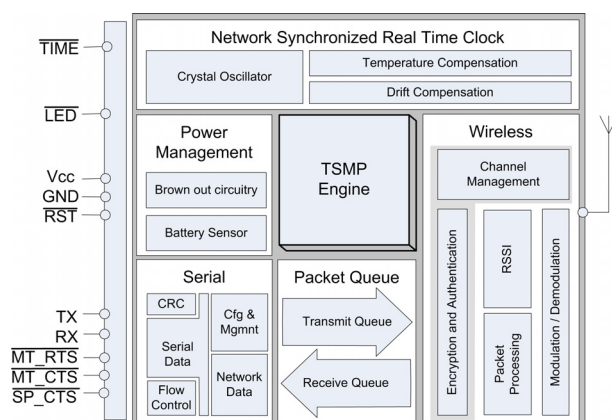 Network Synchronized Real Time Clock
Crystal Oscillator
Temperature Compensation
Drift Compensation
TIME
LED
Vcc
GND
RST
TX
RX
MT_RTS
MT_CTS
SP_CTS
Power
Management
Brown out circuitry
Battery Sensor
TSMP
Engine
Wireless
Channel
Management
Encryption and Authentication
RSSI
Packet
Processing
Modulation / Demodulation
Serial
CRC
Serial
Data
Flow
Control
Cfg &
Mgmnt
Network
Data
Packet Queue
Transmit Queue
Receive Queue